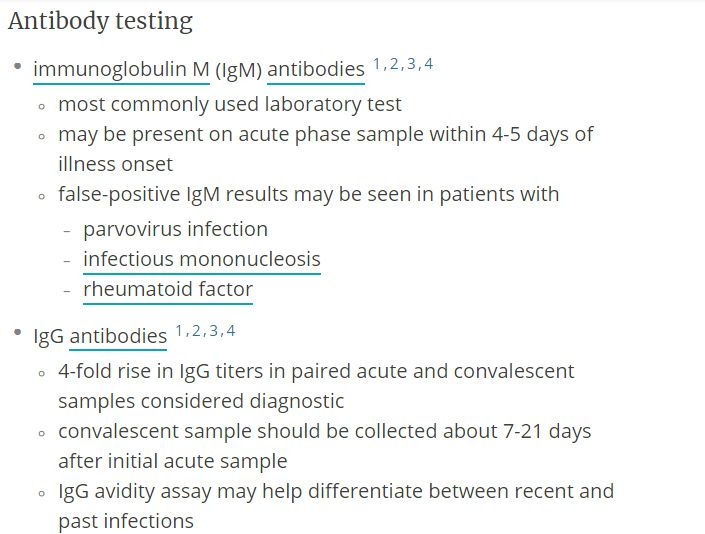 Antibody testing
• immunoglobulin M (IgM) antibodies 1,2,3,4
◦ most commonly used laboratory test
◦ may be present on acute phase sample within 4-5 days of
illness onset
◦ false-positive IgM results may be seen in patients with
– parvovirus infection
– infectious mononucleosis
– rheumatoid factor
• IgG antibodies 1,2,3,4
◦ 4-fold rise in IgG titers in paired acute and convalescent
samples considered diagnostic
◦ convalescent sample should be collected about 7-21 days
after initial acute sample
◦ IgG avidity assay may help differentiate between recent and
past infections